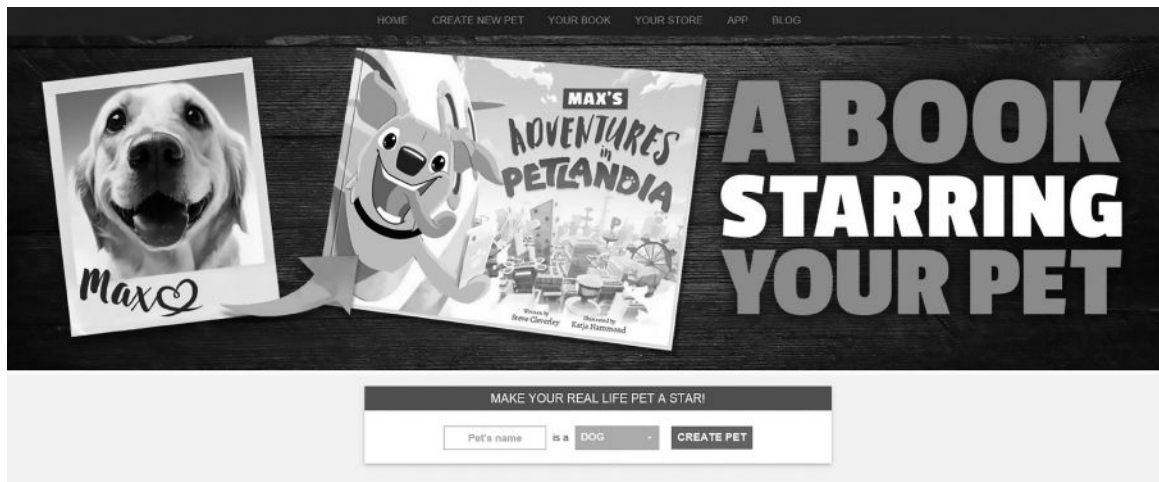 HOME CREATE NEW PET YOUR BOOK YOUR STORE APP BLOG
Max
MAX'S
ADVENTURES
in
PETLANDIA
Written by
Steve Cleverley
Illustrated by
Katja Hammond
A BOOK
STARRING
YOUR PET
MAKE YOUR REAL LIFE PET A STAR!
Pet's name is a DOG CREATE PET